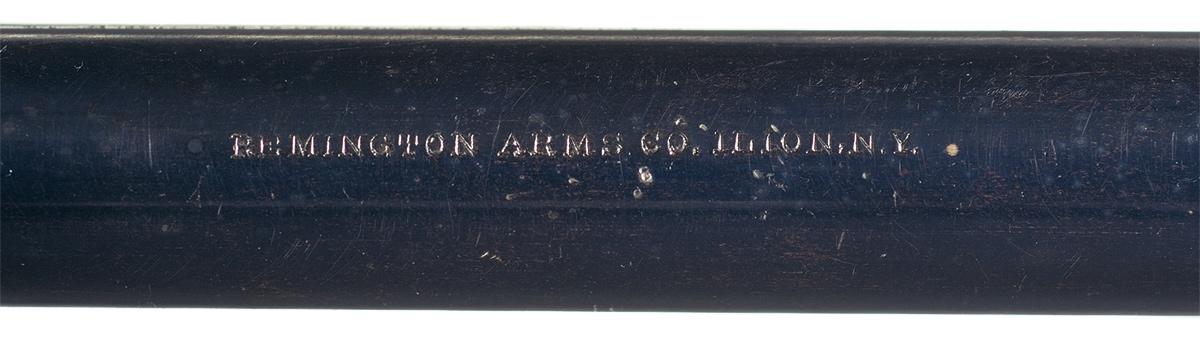 REMINGTON ARMS CO. ILION, N.Y.